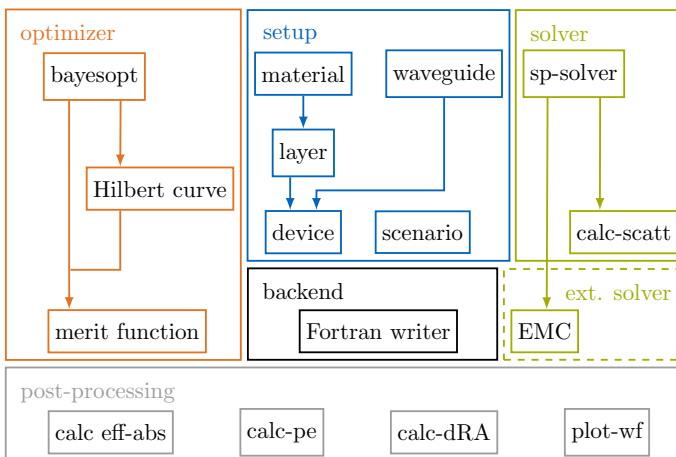 optimizer
bayesopt
Hilbert curve
merit function
setup
material
waveguide
layer
device
scenario
solver
sp-solver
calc-scatt
backend
Fortran writer
ext. solver
EMC
post-processing
calc eff-abs
calc-pe
calc-dRA
plot-wf